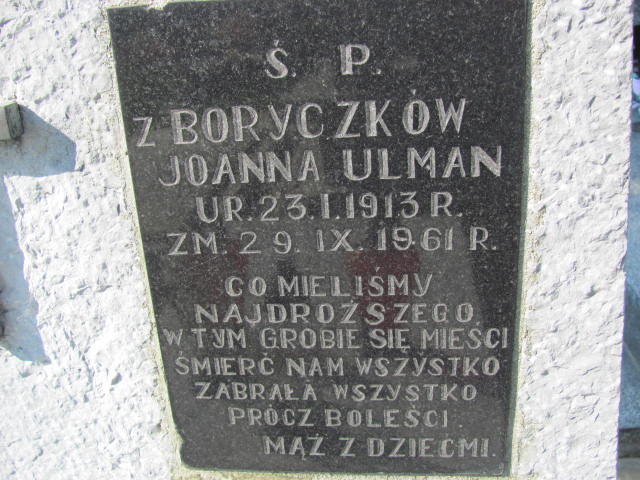 Ś. P.
Z BORYCZKÓW
JOANNA ULMAN
UR. 23. I. 1913 R.
ZM. 29. IX. 1961 R.
CO MIELIŚMY
NAJDROŻSZEGO
W TYM GROBIE SIĘ MIEŚCI
ŚMIERĆ NAM WSZYSTKO
ZABRAŁA WSZYSTKO
PRÓCZ BOLEŚCI.
MĄŻ Z DZIEĆMI.